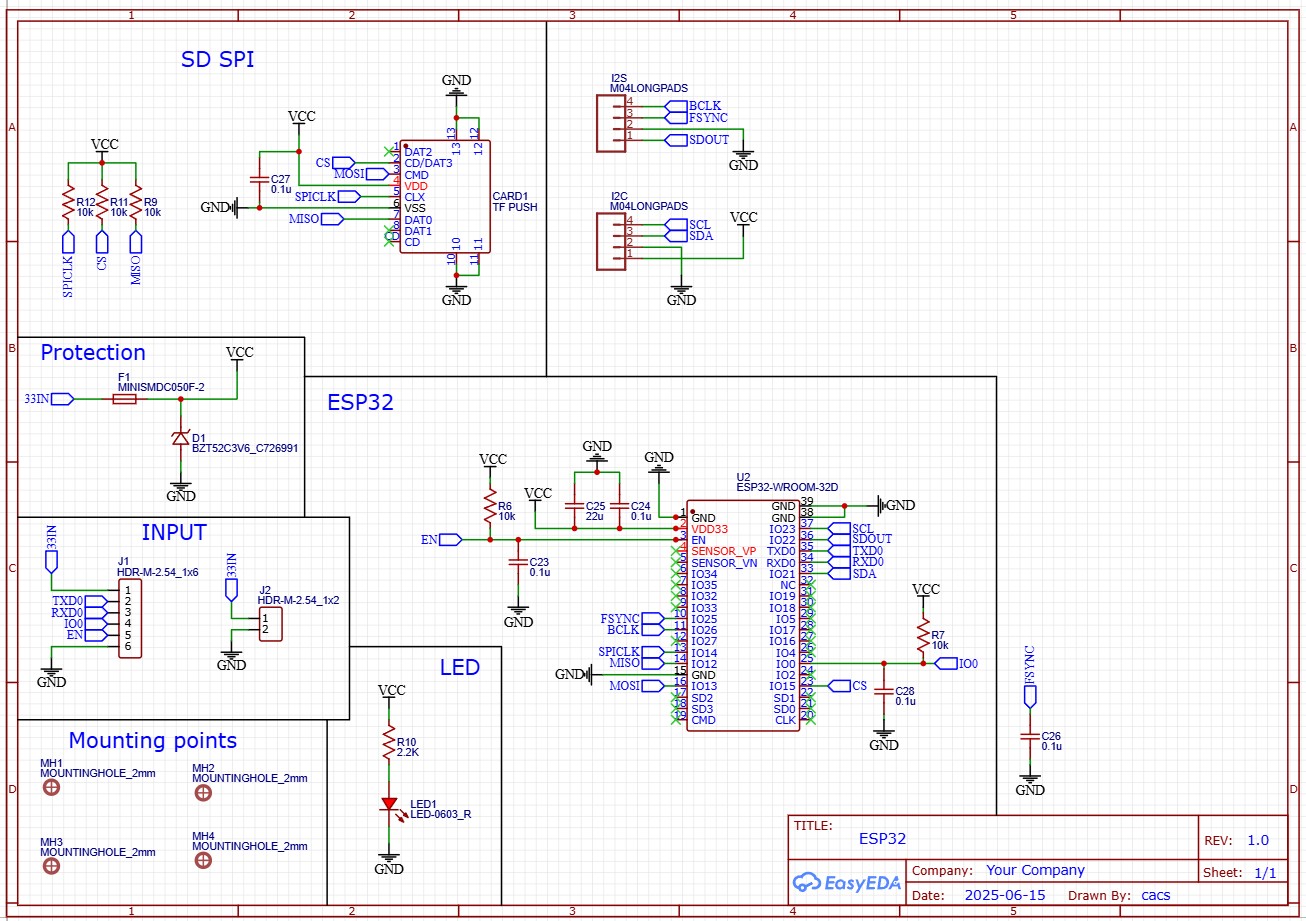 1 2 3 4 5
A A
B B
C C
D D
SD SPI
VCC
R12
10k
R11
10k
R9
10k
SPICLK
CS
MISO
VCC
C27
0.1u
GND
CS
MOSI
SPICLK
MISO
GND
13 12
13 12
1 DAT2
2 CD/DAT3
3 CMD
4 VDD
5 CLX
6 VSS
7 DAT0
8 DAT1
CD CD
10 11
10 11
CARD1
TF PUSH
GND
I2S
M04LONGPADS
4 BCLK
3 FSYNC
2
1 SDOUT
GND
I2C
M04LONGPADS
4 SCL
3 SDA
2
1
VCC
GND
Protection
VCC
33IN
F1
MINISMDC050F-2
D1
BZT52C3V6_C726991
GND
INPUT
33IN
J1
HDR-M-2.54_1x6
1
TXD0 2
RXD0 3
IO0 4
EN 5
6
GND
33IN
J2
HDR-M-2.54_1x2
1
2
GND
ESP32
VCC
R6
10k
EN
VCC
GND
C25
22u
C24
0.1u
C23
0.1u
GND
GND
U2
ESP32-WROOM-32D
1 GND
2 VDD33
3 EN
4 SENSOR_VP
5 SENSOR_VN
6 IO34
7 IO35
8 IO32
9 IO33
FSYNC 10 IO25
BCLK 11 IO26
12 IO27
SPICLK 13 IO14
MISO 14 IO12
GND 15 GND
MOSI 16 IO13
17 SD2
18 SD3
19 CMD
GND 39 GND
GND 38
IO23 37 SCL
IO22 36 SDOUT
TXD0 35 TXD0
RXD0 34 RXD0
IO21 33 SDA
NC 32
IO19 31
IO18 30
IO5 29
IO17 28
IO16 27
IO4 26
IO0 25 IO0
IO2 24
IO15 23 CS
SD1 22
SD0 21
CLK 20
VCC
R7
10k
C28
0.1u
GND
FSYNC
C26
0.1u
GND
LED
VCC
R10
2.2K
LED1
LED-0603_R
GND
Mounting points
MH1
MOUNTINGHOLE_2mm
MH2
MOUNTINGHOLE_2mm
MH3
MOUNTINGHOLE_2mm
MH4
MOUNTINGHOLE_2mm
TITLE:
ESP32
REV: 1.0
EasyEDA
Company: Your Company
Sheet: 1/1
Date: 2025-06-15 Drawn By: cacs
1 2 3 4 5